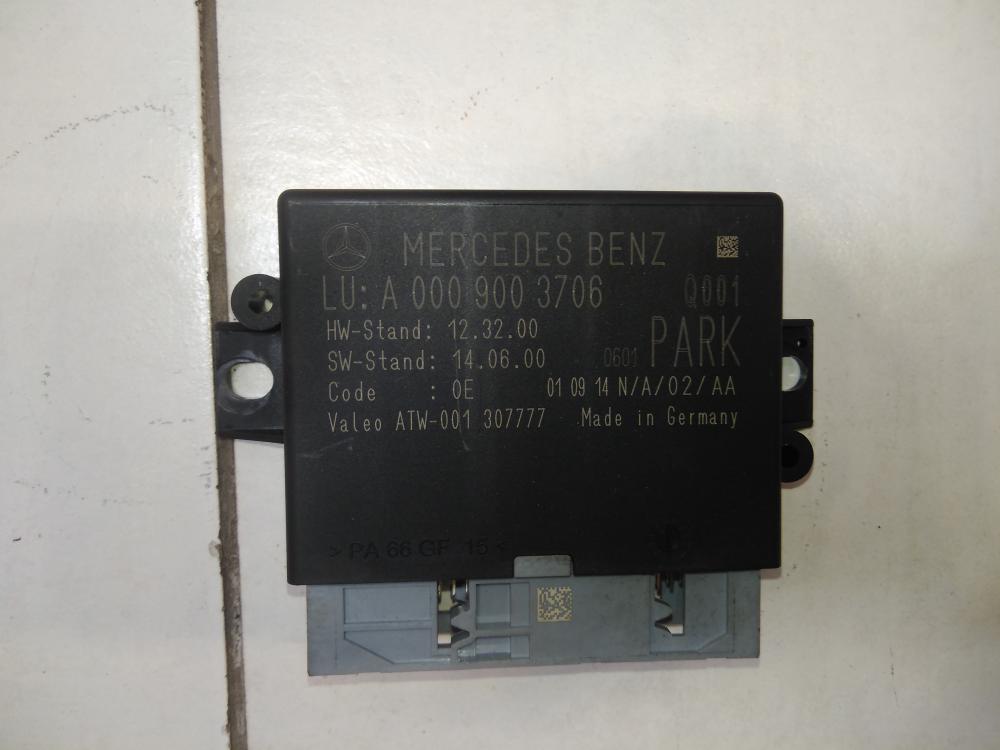 MERCEDES BENZ
LU: A 000 900 3706 Q001
HW-Stand: 12.32.00
SW-Stand: 14.06.00 0601 PARK
Code : 0E 01 09 14 N/A/02/AA
Valeo ATW-001 307777 Made in Germany
> PA 66 GF 15 <